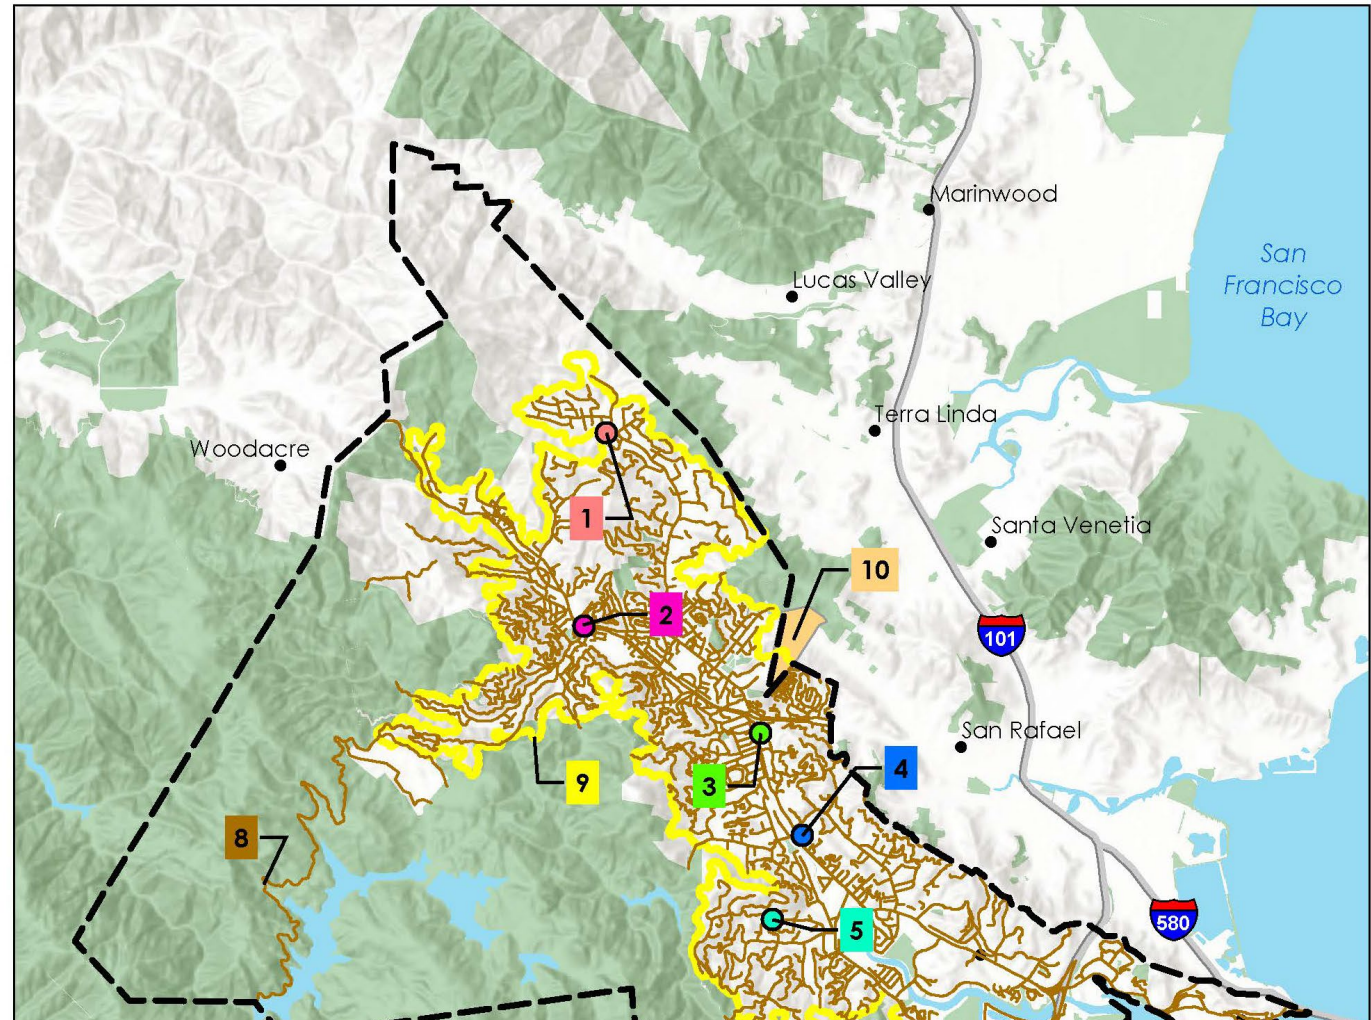 Marinwood
San
Francisco
Bay
Lucas Valley
Terra Linda
Woodacre
1
Santa Venetia
10
2
101
San Rafael
4
9
3
8
580
5